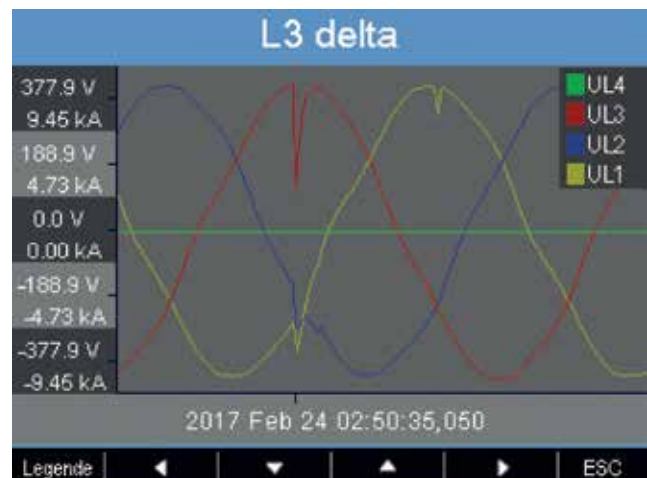 L3 delta
377.9 V
9.45 kA
188.9 V
4.73 kA
0.0 V
0.00 kA
-188.9 V
-4.73 kA
-377.9 V
-9.45 kA
UL4
UL3
UL2
UL1
2017 Feb 24 02:50:35,050
Legende
ESC